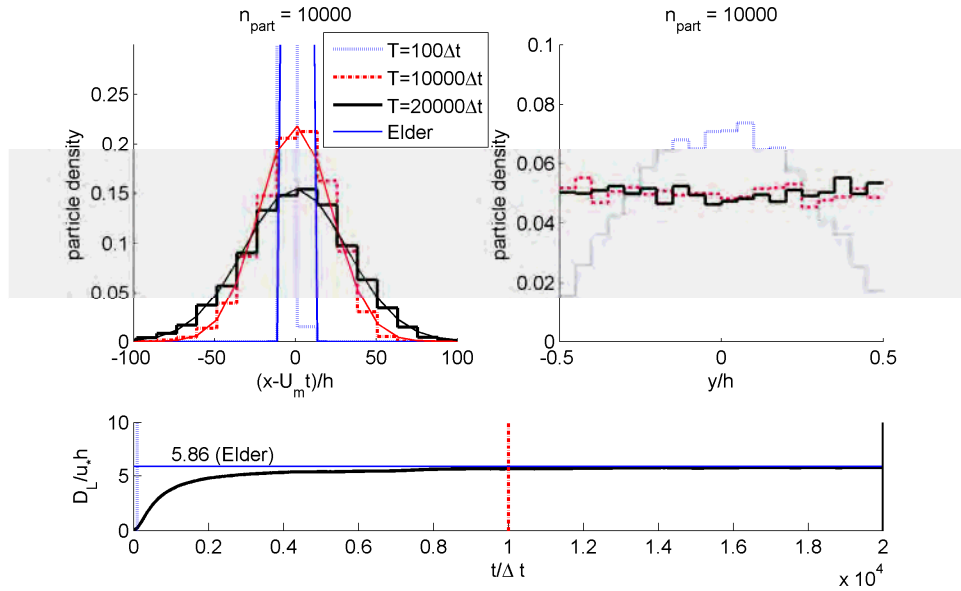 n_part = 10000
T=100Δt
T=10000Δt
T=20000Δt
Elder
particle density
0.25
0.2
0.15
0.1
0.05
0
-100
-50
0
50
100
(x-U_mt)/h
n_part = 10000
particle density
0.1
0.08
0.06
0.04
0.02
0
-0.5
0
0.5
y/h
D_L/u_*h
10
5
0
5.86 (Elder)
0
0.2
0.4
0.6
0.8
1
1.2
1.4
1.6
1.8
2
t/Δ t
x 10^4